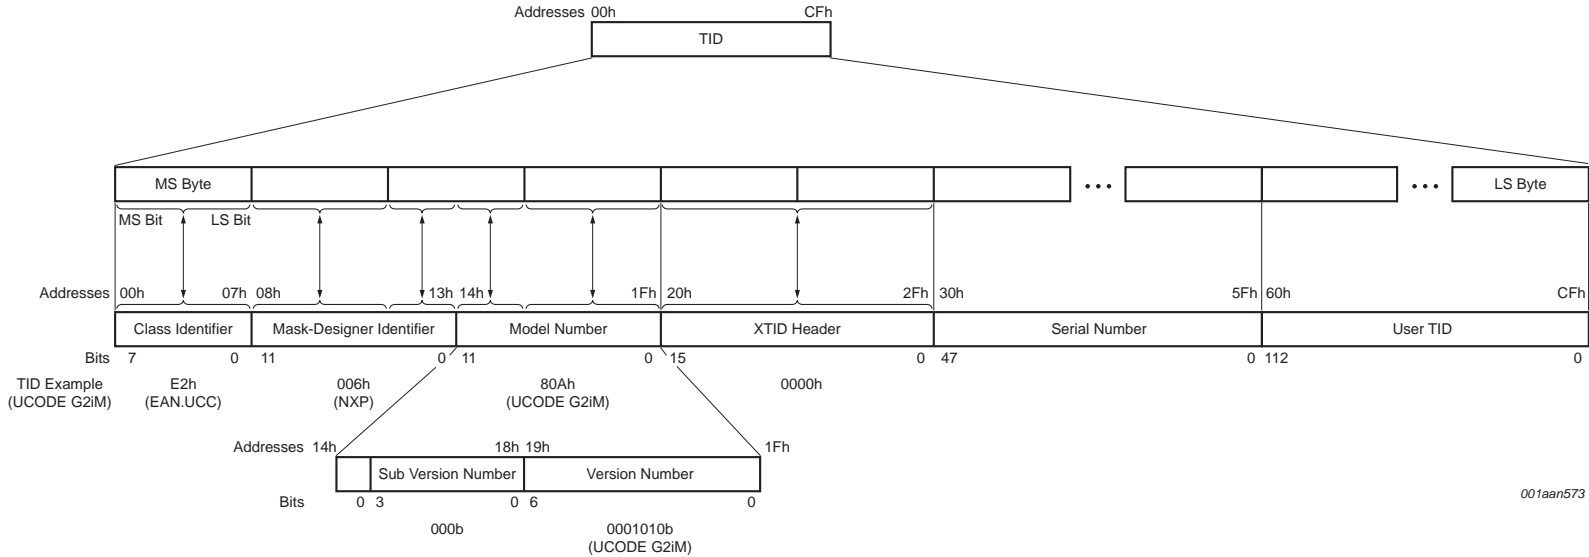 Addresses 00h CFh
TID
MS Byte LS Byte
MS Bit LS Bit
Addresses 00h 07h 08h 13h 14h 1Fh 20h 2Fh 30h 5Fh 60h CFh
Class Identifier Mask-Designer Identifier Model Number XTID Header Serial Number User TID
Bits 7 0 11 0 11 0 15 0 47 0 112 0
TID Example E2h 006h 80Ah 0000h
(UCODE G2iM) (EAN.UCC) (NXP) (UCODE G2iM)
Addresses 14h 18h 19h 1Fh
Sub Version Number Version Number
Bits 0 3 0 6 0
000b 0001010b
(UCODE G2iM)
001aan573